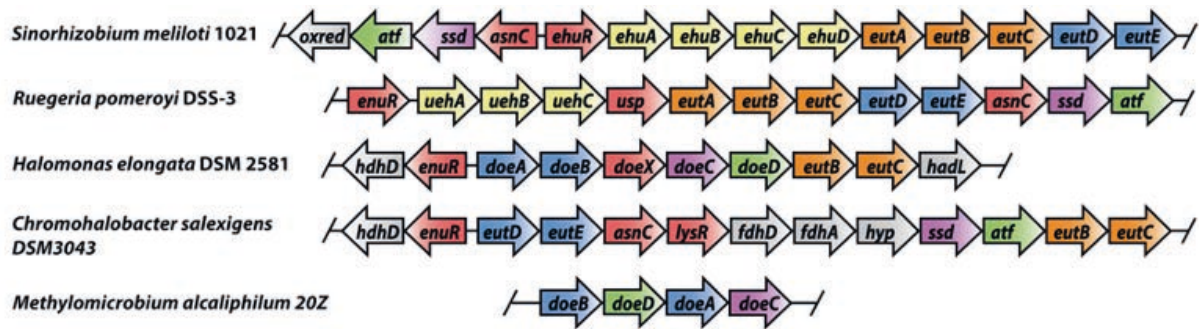 Sinorhizobium meliloti 1021 oxred atf ssd asnC ehuR ehuA ehuB ehuC ehuD eutA eutB eutC eutD eutE
Ruegeria pomeroyi DSS-3 enuR uehA uehB uehC usp eutA eutB eutC eutD eutE asnC ssd atf
Halomonas elongata DSM 2581 hdhD enuR doeA doeB doeX doeC doeD eutB eutC hadL
Chromohalobacter salexigens
DSM3043 hdhD enuR eutD eutE asnC lysR fdhD fdhA hyp ssd atf eutB eutC
Methylomicrobium alcaliphilum 20Z doeB doeD doeA doeC